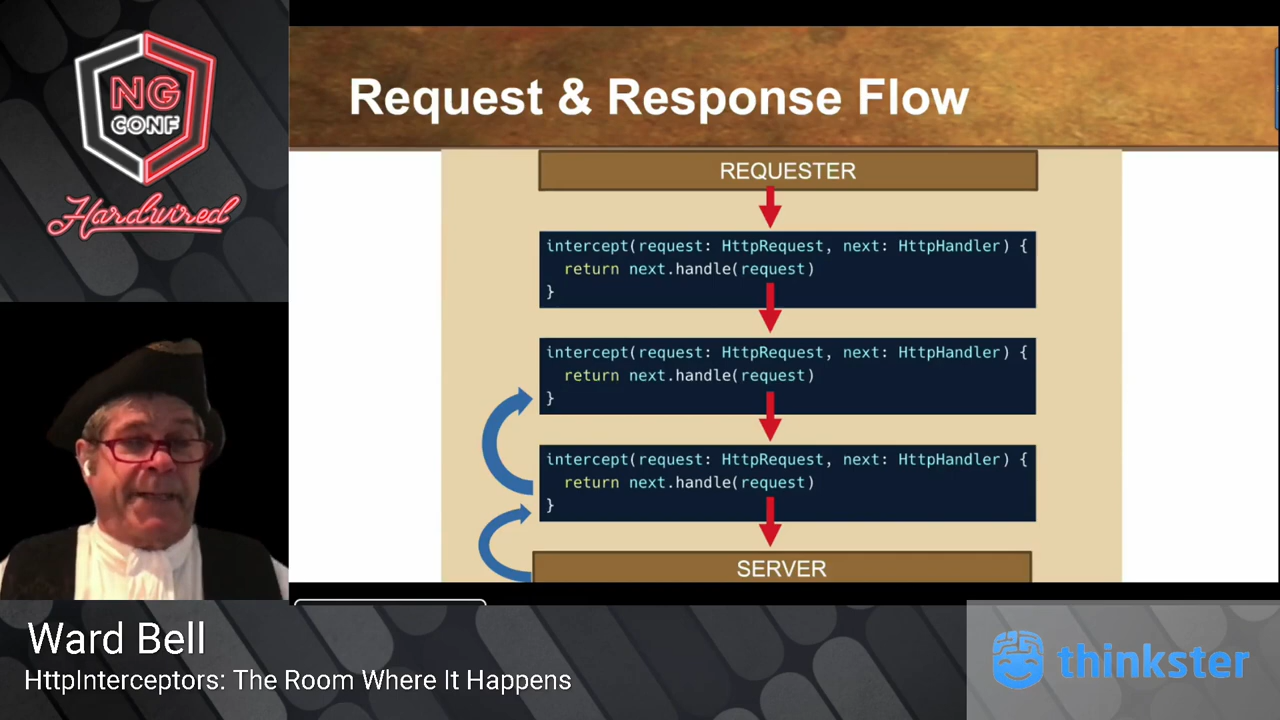 NG
CONF
Hardwired
Request & Response Flow
REQUESTER
intercept(request: HttpRequest, next: HttpHandler) {
return next.handle(request)
}
intercept(request: HttpRequest, next: HttpHandler) {
return next.handle(request)
}
intercept(request: HttpRequest, next: HttpHandler) {
return next.handle(request)
}
SERVER
Ward Bell
HttpInterceptors: The Room Where It Happens
thinkster